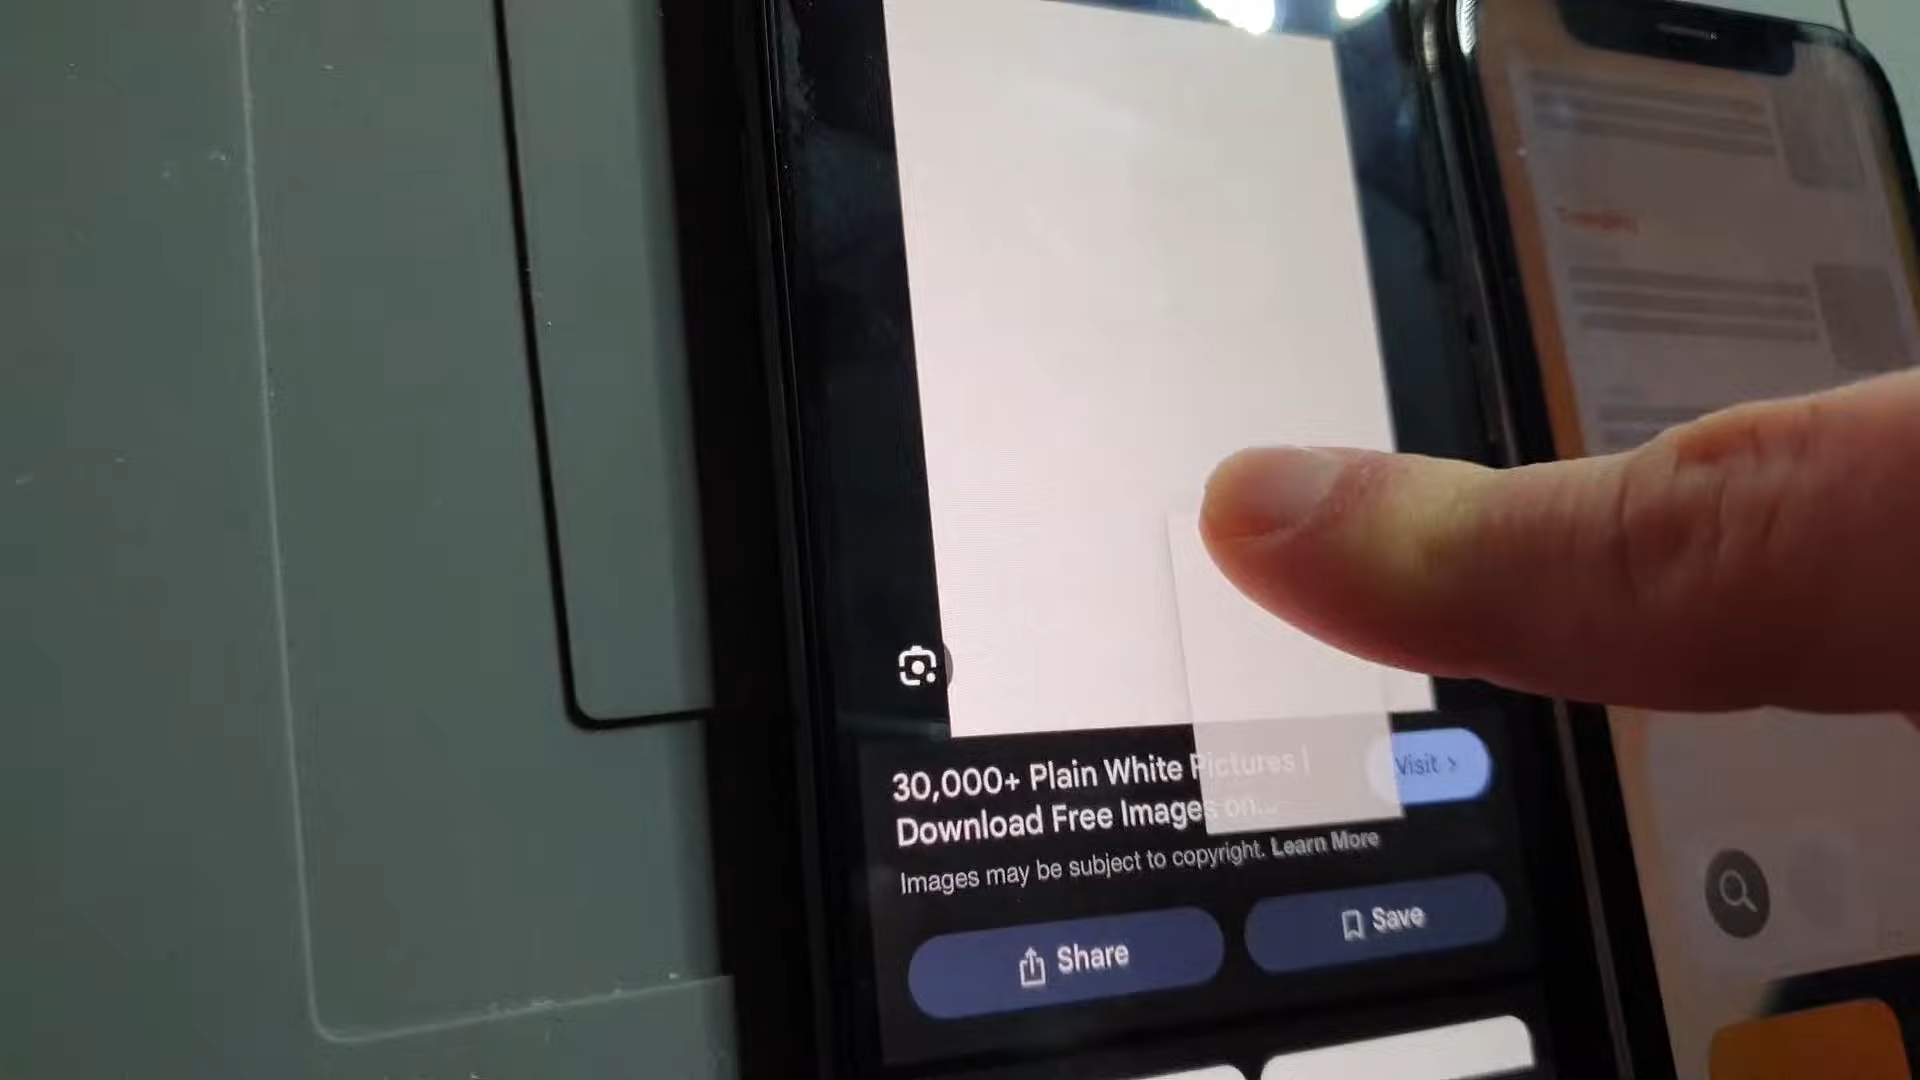 30,000+ Plain White Pictures |
Download Free Images on...
Visit >
Images may be subject to copyright. Learn More
Share
Save